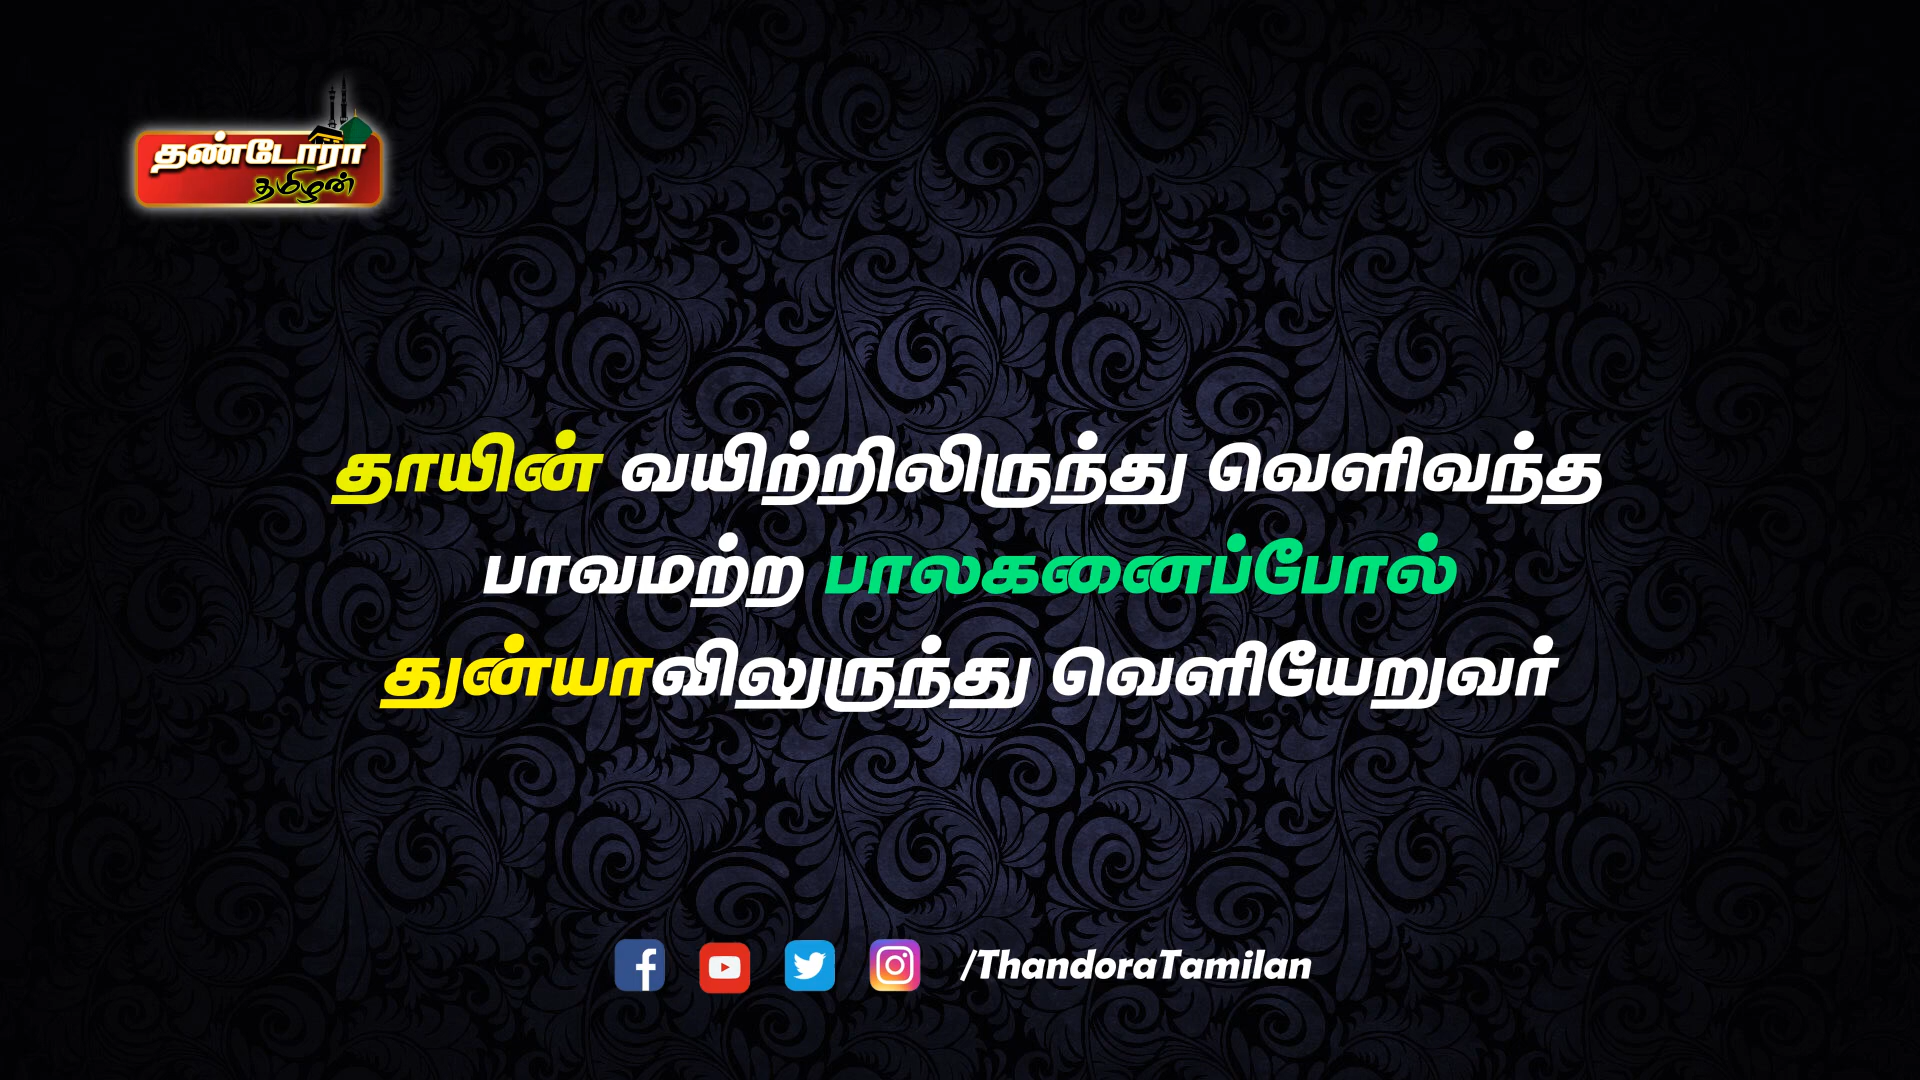 தண்டோரா
தமிழன்
தாயின் வயிற்றிலிருந்து வெளிவந்த
பாவமற்ற பாலகனைப்போல்
துன்யாவிலுருந்து வெளியேறுவர்
/ThandoraTamilan